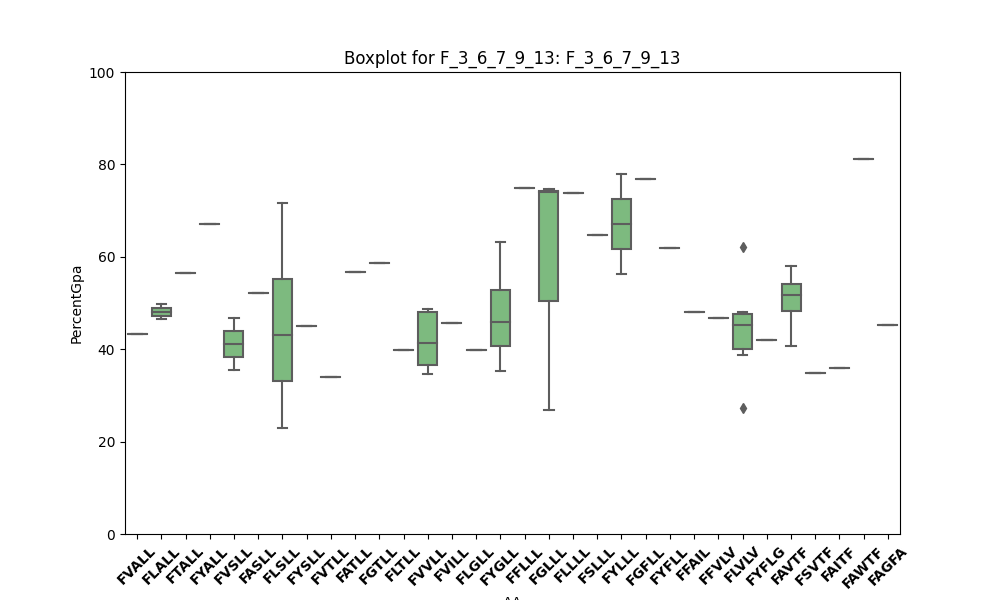 Boxplot for F_3_6_7_9_13: F_3_6_7_9_13
100
80
60
40
20
0
PercentGpa
FVALL
FLALL
FTALL
FYALL
FVSLL
FASLL
FLSLL
FYSLL
FVTLL
FATLL
FGTLL
FLTLL
FVVLL
FVILL
FLGLL
FYGLL
FFLLL
FGLLL
FLLLL
FSLLL
FYLLL
FGFLL
FYFLL
FFAIL
FFVLV
FLVLV
FYFLG
FAVTF
FSVTF
FAITF
FAWTF
FAGFA